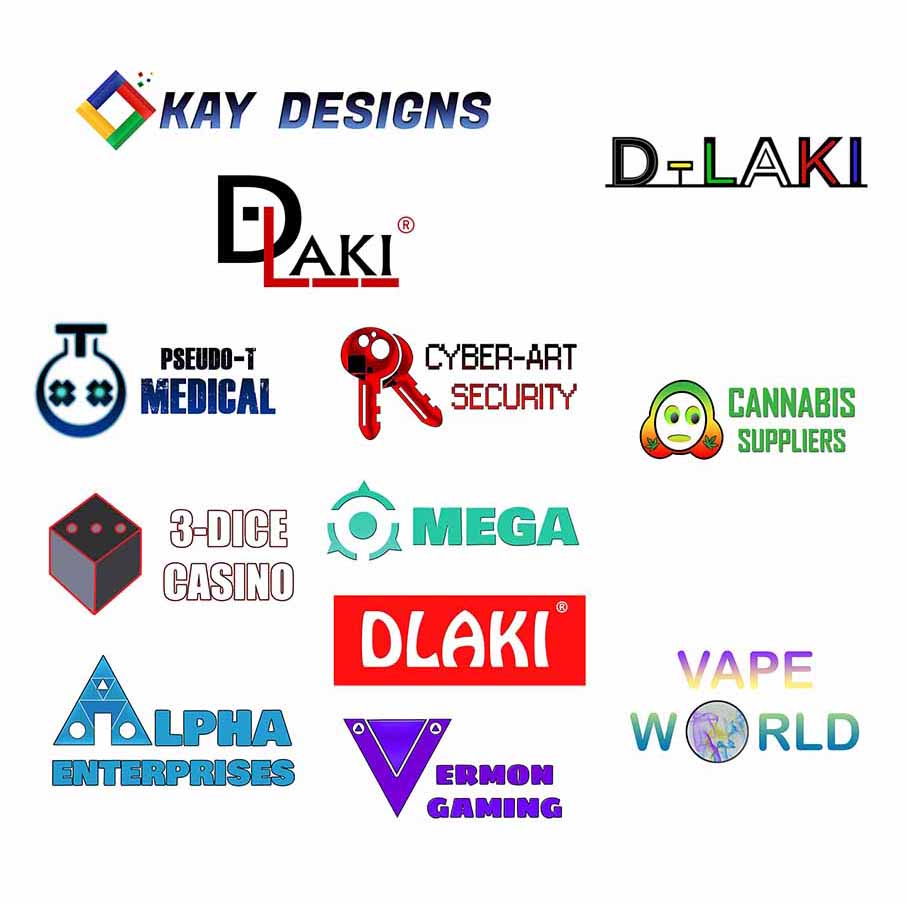 KAY DESIGNS
D-LAKI
DLAKI®
PSEUDO-T
MEDICAL
CYBER-ART
SECURITY
CANNABIS
SUPPLIERS
3-DICE
CASINO
MEGA
DLAKI®
ALPHA
ENTERPRISES
VERMON
GAMING
VAPE
WORLD